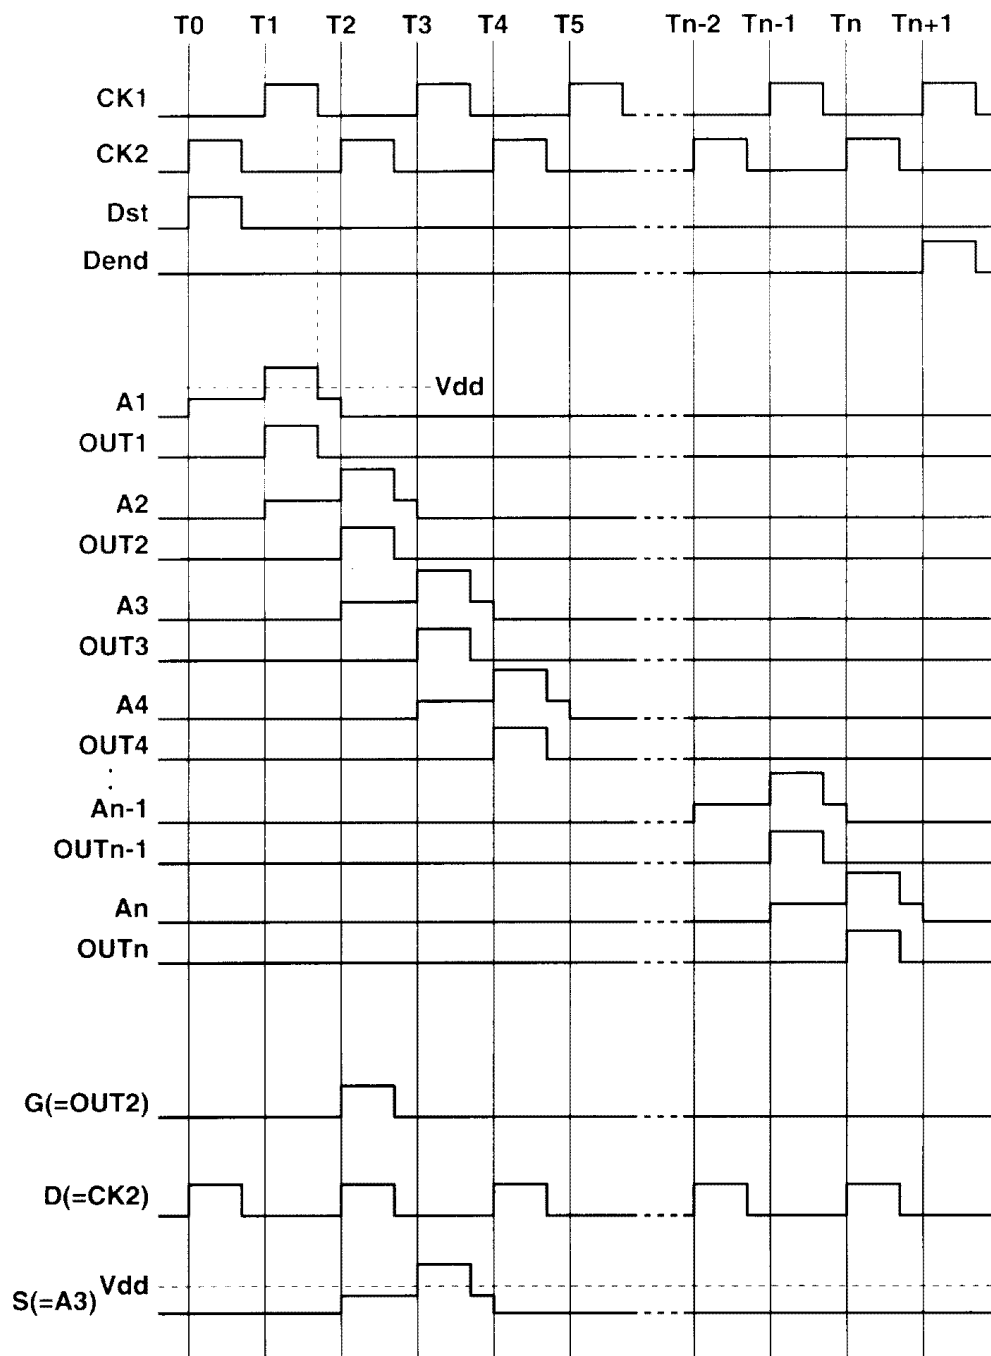 T0 T1 T2 T3 T4 T5 Tn-2 Tn-1 Tn Tn+1
CK1
CK2
Dst
Dend
Vdd
A1
OUT1
A2
OUT2
A3
OUT3
A4
OUT4
:
An-1
OUTn-1
An
OUTn
G(=OUT2)
D(=CK2)
Vdd
S(=A3)